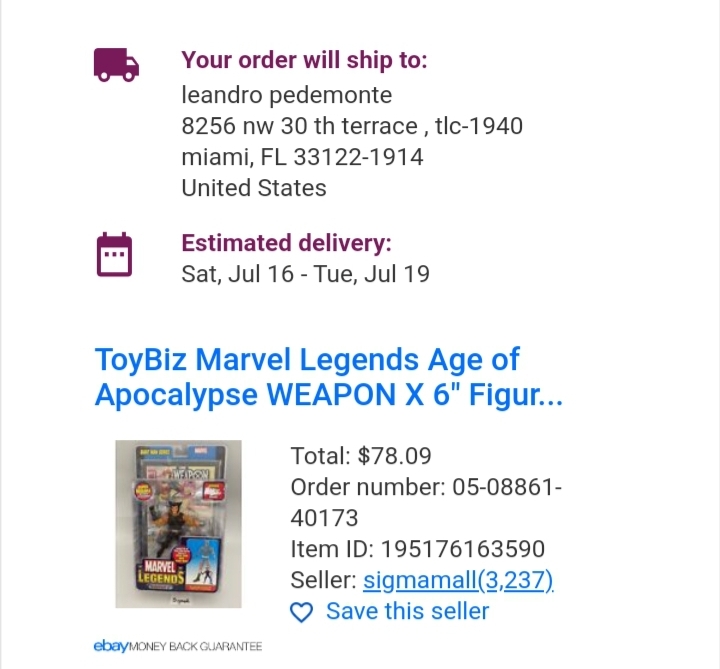 Your order will ship to:
leandro pedemonte
8256 nw 30 th terrace , tlc-1940
miami, FL 33122-1914
United States
Estimated delivery:
Sat, Jul 16 - Tue, Jul 19
ToyBiz Marvel Legends Age of
Apocalypse WEAPON X 6" Figur...
WEAPON
MARVEL
LEGENDS
Total: $78.09
Order number: 05-08861-
40173
Item ID: 195176163590
Seller: sigmamall(3,237)
Save this seller
ebay MONEY BACK GUARANTEE